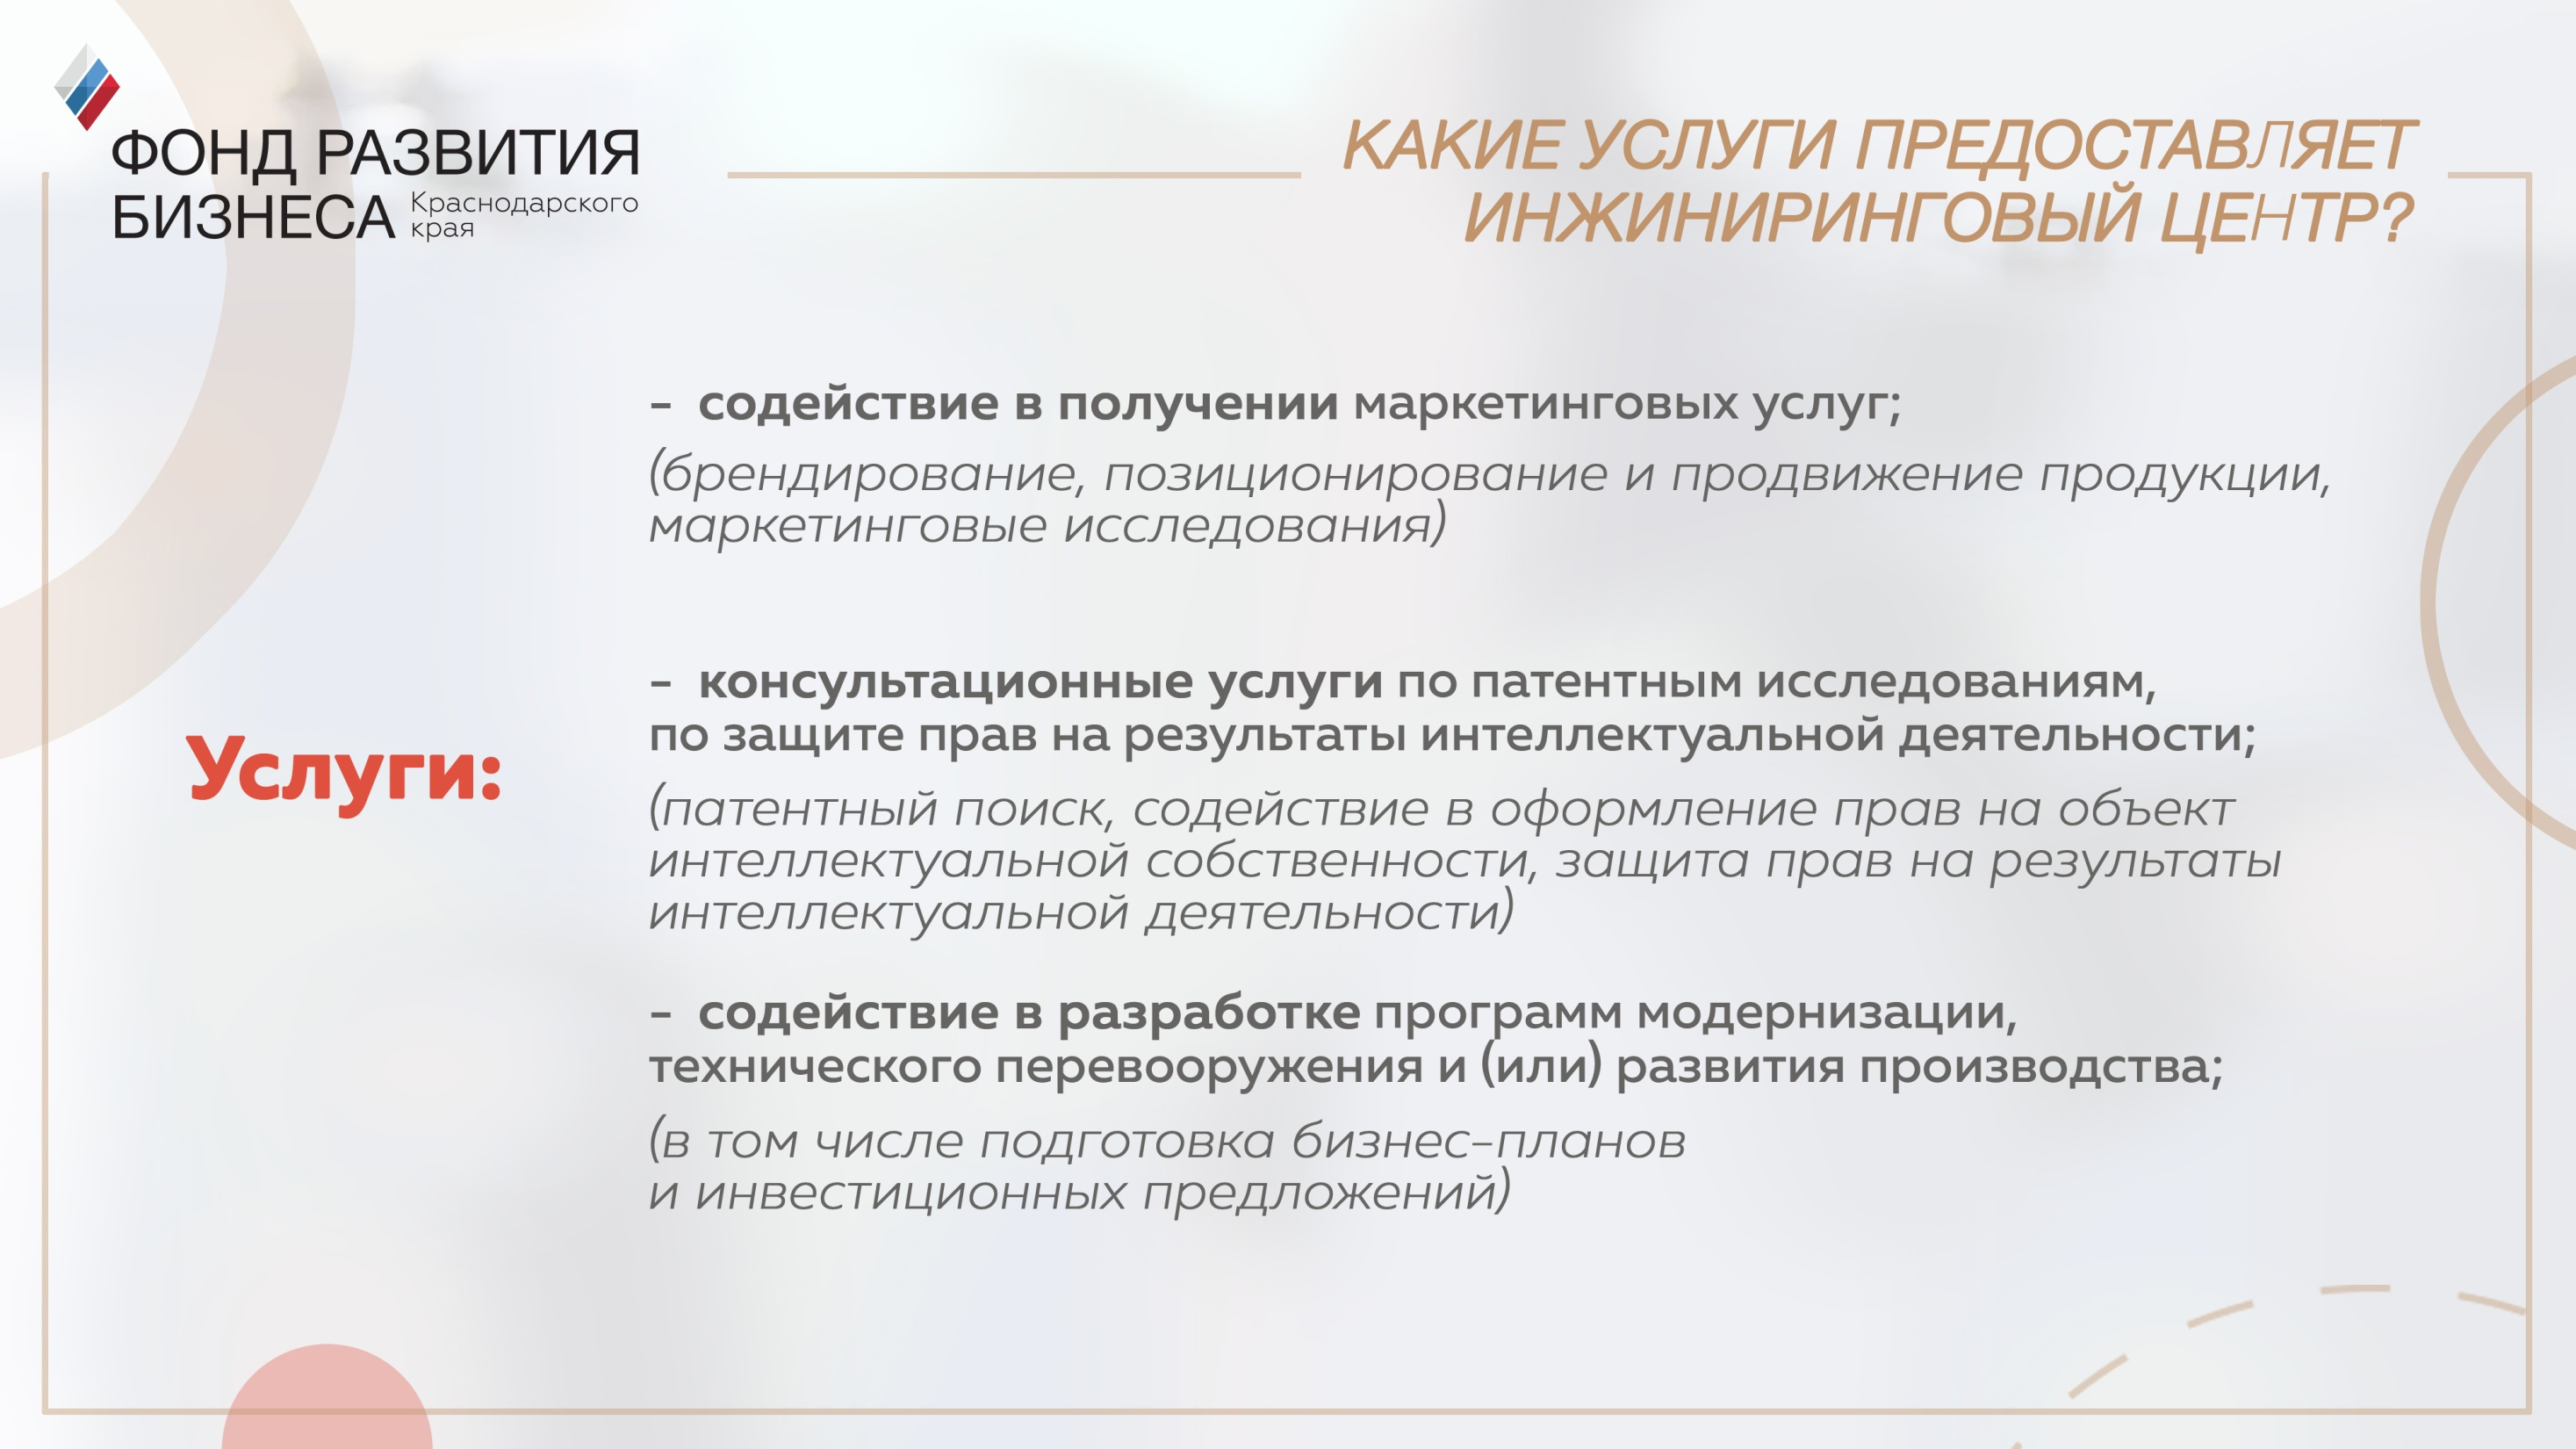 ФОНД РАЗВИТИЯ
БИЗНЕСА Краснодарского
края
КАКИЕ УСЛУГИ ПРЕДОСТАВЛЯЕТ
ИНЖИНИРИНГОВЫЙ ЦЕНТР?
- содействие в получении маркетинговых услуг;
(брендирование, позиционирование и продвижение продукции,
маркетинговые исследования)
- консультационные услуги по патентным исследованиям,
по защите прав на результаты интеллектуальной деятельности;
Услуги:
(патентный поиск, содействие в оформление прав на объект
интеллектуальной собственности, защита прав на результаты
интеллектуальной деятельности)
- содействие в разработке программ модернизации,
технического перевооружения и (или) развития производства;
(в том числе подготовка бизнес-планов
и инвестиционных предложений)